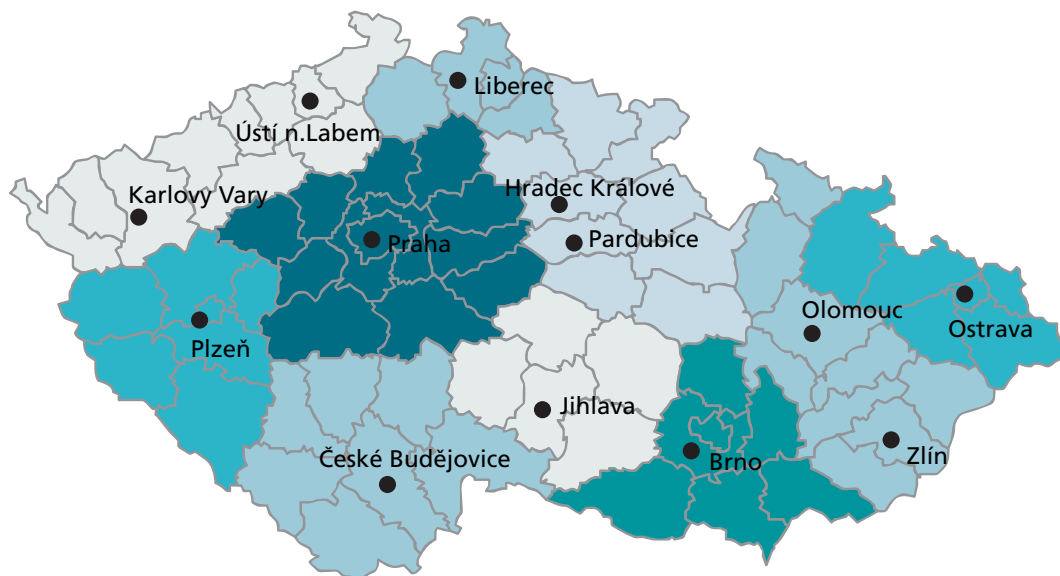 Liberec
Ústí n.Labem
Karlovy Vary
Hradec Králové
Praha
Pardubice
Olomouc
Ostrava
Plzeň
Jihlava
České Budějovice
Brno
Zlín